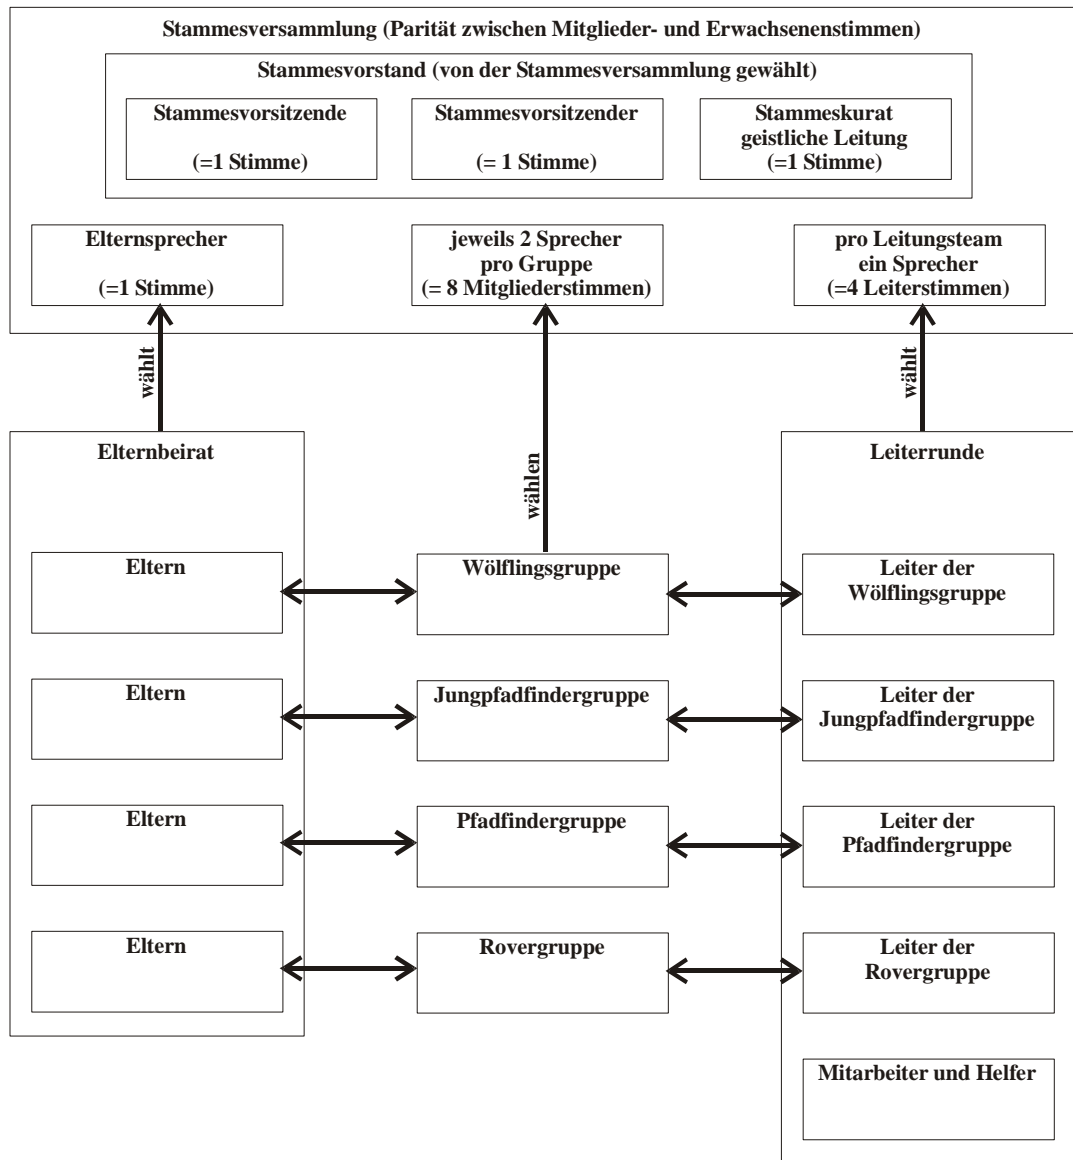 Stammesversammlung (Parität zwischen Mitglieder- und Erwachsenenstimmen)
Stammesvorstand (von der Stammesversammlung gewählt)
Stammesvorsitzende
(=1 Stimme)
Stammesvorsitzender
(= 1 Stimme)
Stammeskurat
geistliche Leitung
(=1 Stimme)
Elternsprecher
(=1 Stimme)
jeweils 2 Sprecher
pro Gruppe
(= 8 Mitgliederstimmen)
pro Leitungsteam
ein Sprecher
(=4 Leiterstimmen)
wählt
wählen
wählt
Elternbeirat
Leiterrunde
Eltern
Wölflingsgruppe
Leiter der
Wölflingsgruppe
Eltern
Jungpfadfindergruppe
Leiter der
Jungpfadfindergruppe
Eltern
Pfadfindergruppe
Leiter der
Pfadfindergruppe
Eltern
Rovergruppe
Leiter der
Rovergruppe
Mitarbeiter und Helfer